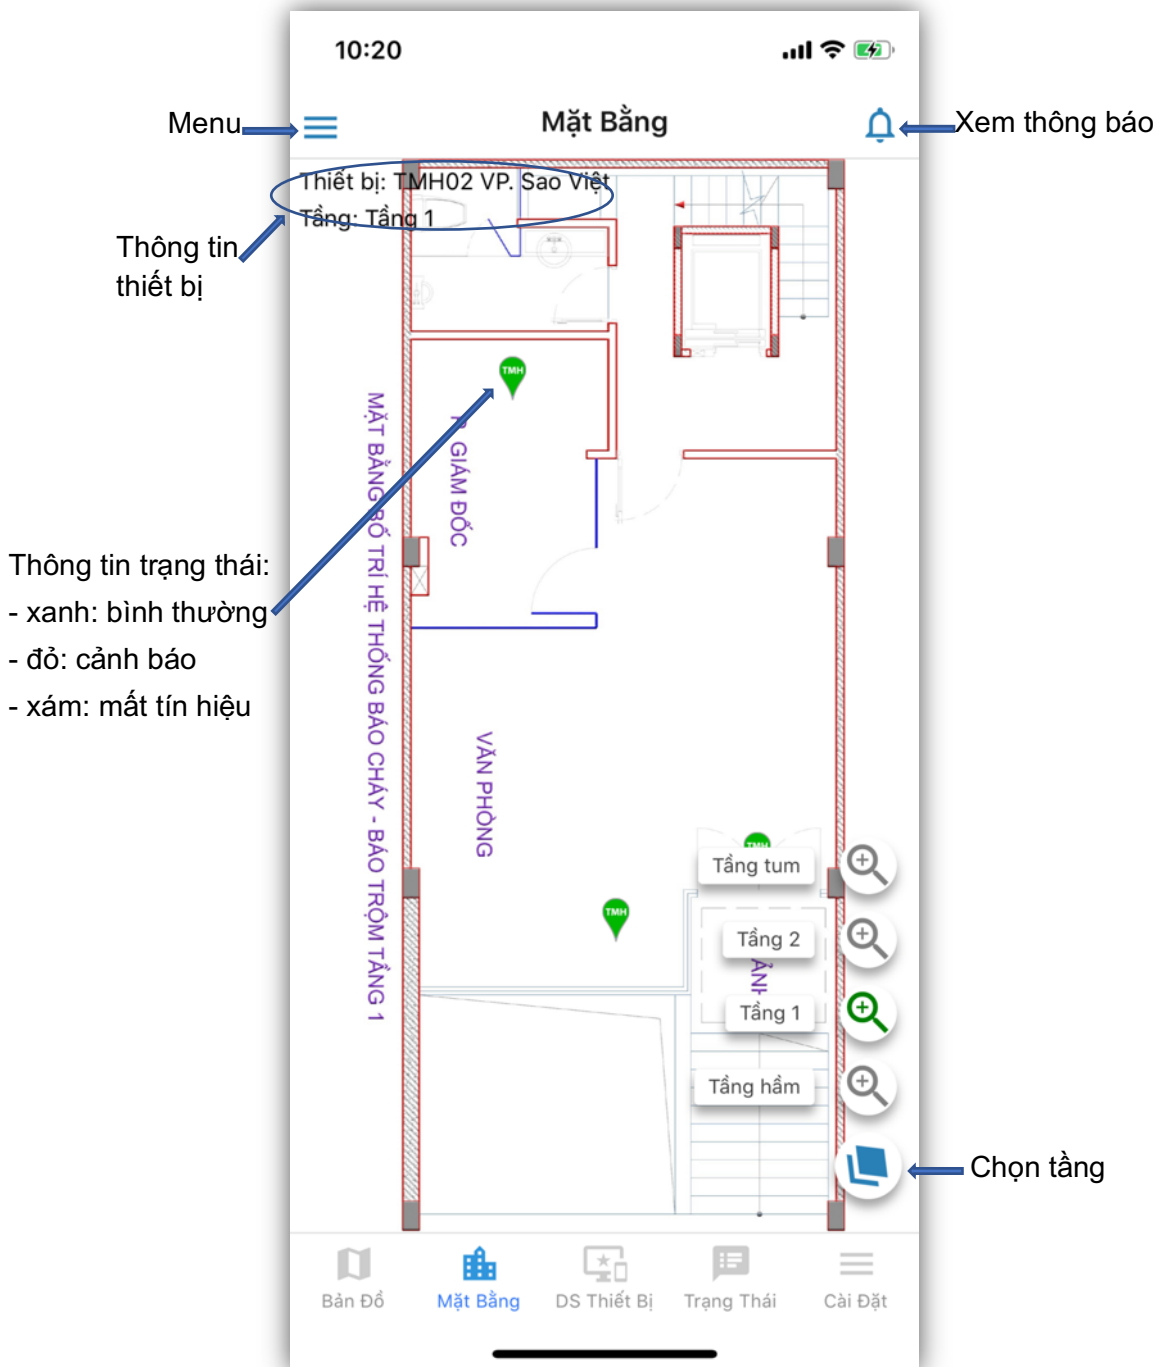 10:20
Menu
Mặt Bằng
Xem thông báo
Thiết bị: TMH02 VP. Sao Việt
Tầng: Tầng 1
Thông tin
thiết bị
TMH
P. GIÁM ĐỐC
MẶT BẰNG BỐ TRÍ HỆ THỐNG BÁO CHÁY - BÁO TRỘM TẦNG 1
Thông tin trạng thái:
- xanh: bình thường
- đỏ: cảnh báo
- xám: mất tín hiệu
VĂN PHÒNG
TMH
Tầng tum
TMH
Tầng 2
Tầng 1
Tầng hầm
Chọn tầng
Bản Đồ
Mặt Bằng
DS Thiết Bị
Trạng Thái
Cài Đặt